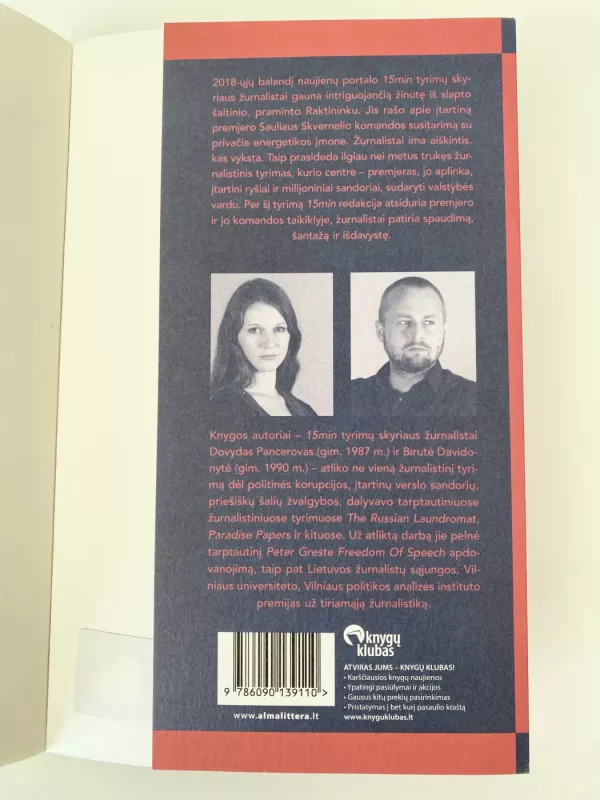 2018-ųjų balandį naujienų portalo 15min tyrimų sky-
riaus žurnalistai gauna intriguojančią žinutę iš slapto
šaltinio, praminto Raktininku. Jis rašo apie įtartiną
premjero Sauliaus Skvernelio komandos susitarimą su
privačia energetikos įmone. Žurnalistai ima aiškintis,
kas vyksta. Taip prasideda ilgiau nei metus trukęs žur-
nalistinis tyrimas, kurio centre – premjeras, jo aplinka,
įtartini ryšiai ir milijoniniai sandoriai, sudaryti valstybės
vardu. Per šį tyrimą 15min redakcija atsiduria premjero
ir jo komandos taikiklyje, žurnalistai patiria spaudimą,
šantažą ir išdavystę.
Knygos autoriai – 15min tyrimų skyriaus žurnalistai
Dovydas Pancerovas (gim. 1987 m.) ir Birutė Davido-
nytė (gim. 1990 m.) – atliko ne vieną žurnalistinį tyri-
mą dėl politinės korupcijos, įtartinų verslo sandorių,
priešiškų šalių žvalgybos, dalyvavo tarptautiniuose
žurnalistiniuose tyrimuose The Russian Laundromat,
Paradise Papers ir kituose. Už atliktą darbą jie pelnė
tarptautinį Peter Greste Freedom Of Speech apdo-
vanojimą, taip pat Lietuvos žurnalistų sąjungos, Vil-
niaus universiteto, Vilniaus politikos analizės instituto
premijas už tiriamąją žurnalistiką.
knygų
klubas
ATVIRAS JUMS – KNYGŲ KLUBAS!
• Karščiausios knygų naujienos
• Ypatingi pasiūlymai ir akcijos
• Gausus kitų prekių pasirinkimas
• Pristatymas į bet kurį pasaulio kraštą
www.knyguklubas.lt
9 786090 139110 >
www.almalittera.lt